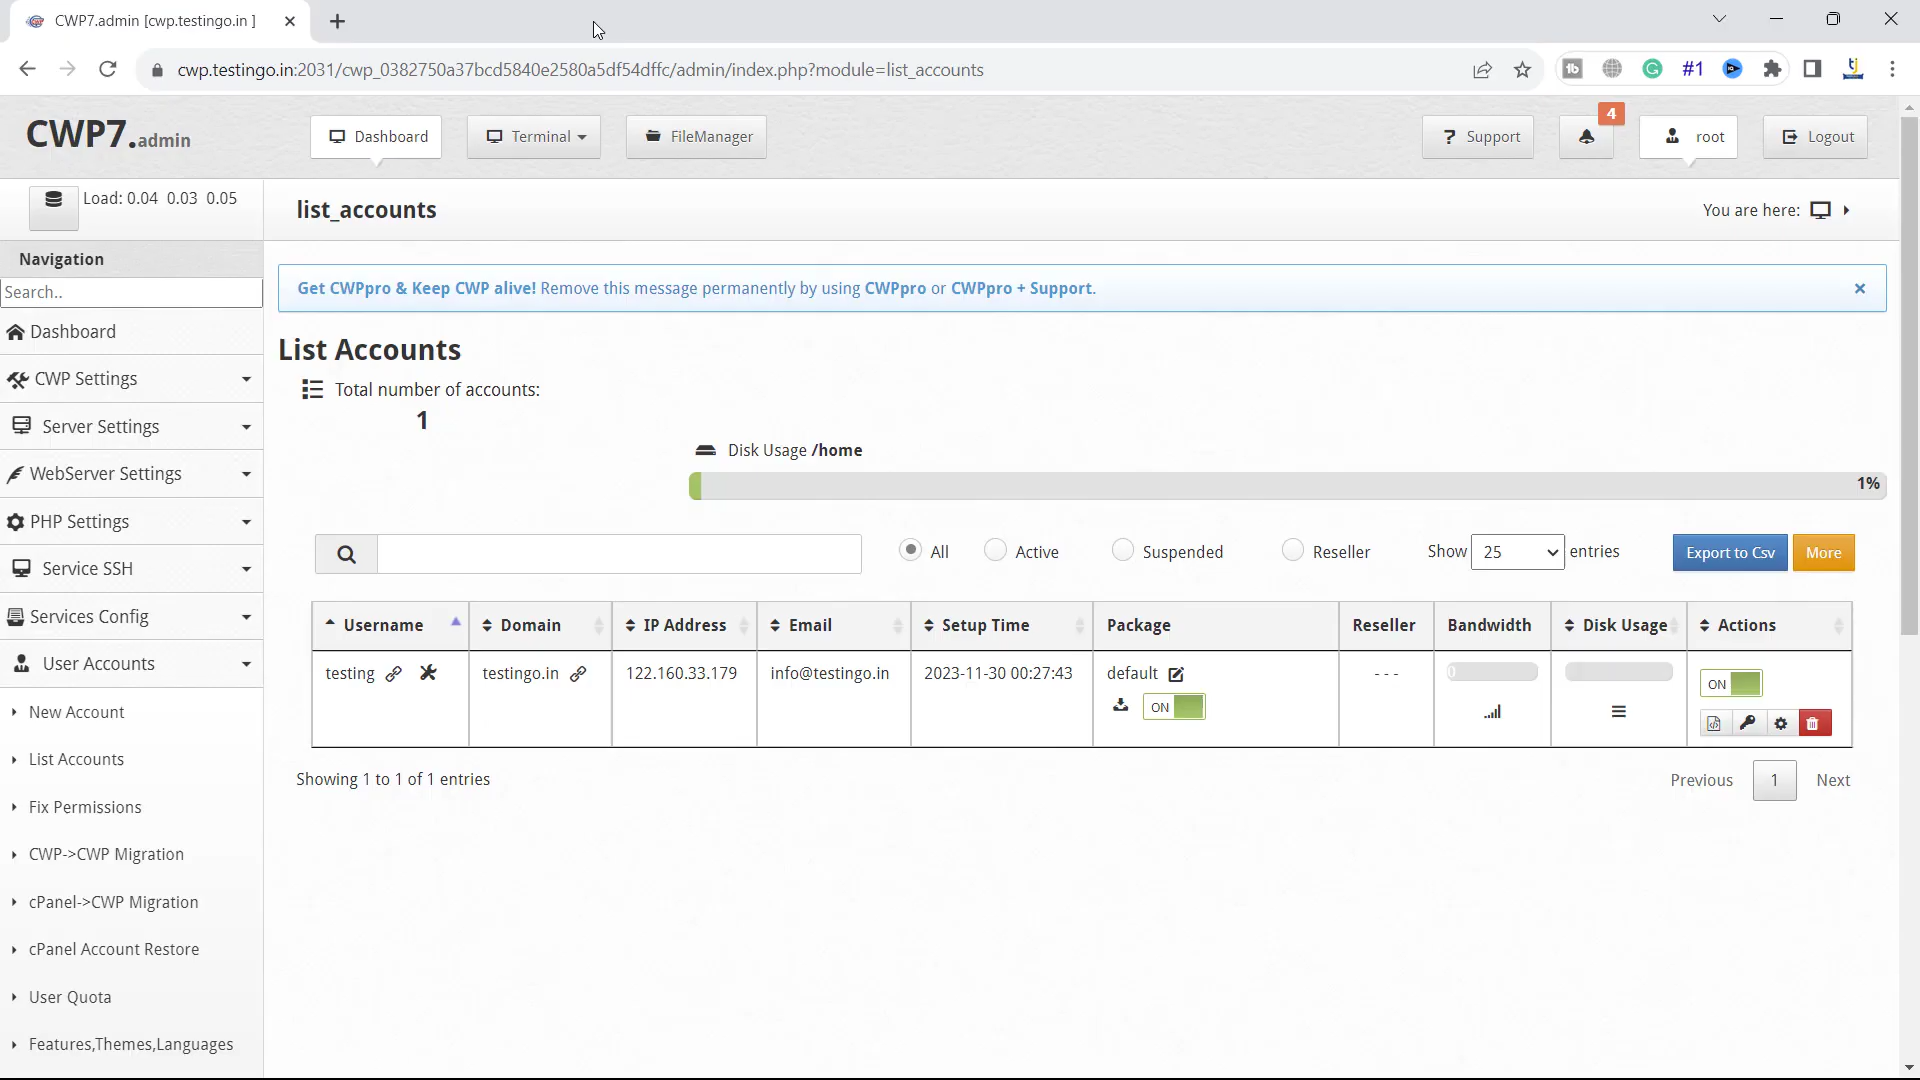 CWP7.admin [cwp.testingo.in ]
cwp.testingo.in:2031/cwp_0382750a37bcd5840e2580a5df54dffc/admin/index.php?module=list_accounts
#1
CWP7.admin
Dashboard
Terminal
FileManager
? Support
4
root
Logout
Load: 0.04 0.03 0.05
list_accounts
You are here:
Navigation
Search..
Get CWPpro & Keep CWP alive! Remove this message permanently by using CWPpro or CWPpro + Support.
Dashboard
CWP Settings
Server Settings
WebServer Settings
PHP Settings
Service SSH
Services Config
User Accounts
New Account
List Accounts
Fix Permissions
CWP->CWP Migration
cPanel->CWP Migration
cPanel Account Restore
User Quota
Features,Themes,Languages
List Accounts
Total number of accounts:
1
Disk Usage /home
1%
All
Active
Suspended
Reseller
Show 25 entries
Export to Csv
More
Username Domain IP Address Email Setup Time Package Reseller Bandwidth Disk Usage Actions
testing testingo.in 122.160.33.179 info@testingo.in 2023-11-30 00:27:43 default - - - 0
ON
ON
Showing 1 to 1 of 1 entries
Previous 1 Next